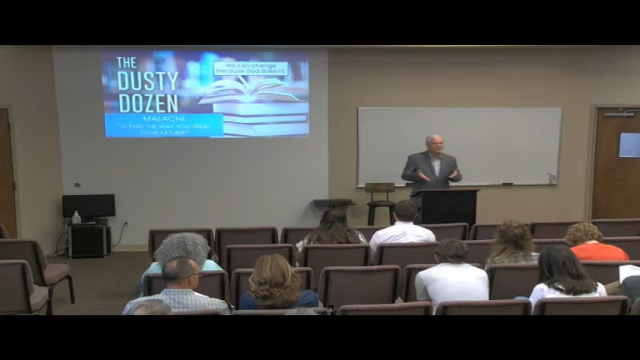 THE
DUSTY
DOZEN
We can change
because God doesn't.
MALACHI
"IS THIS THE WAY YOU TREAT
YOUR FATHER?"